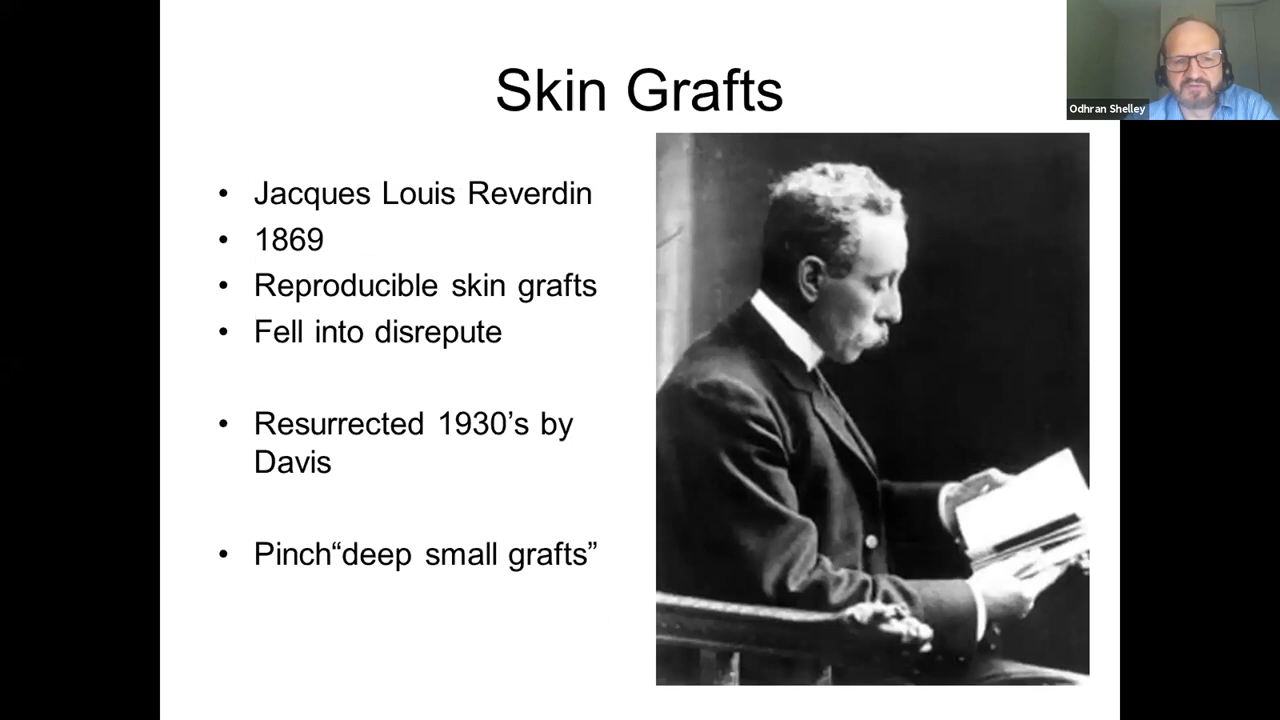 Skin Grafts
Odhran Shelley
• Jacques Louis Reverdin
• 1869
• Reproducible skin grafts
• Fell into disrepute
• Resurrected 1930’s by
Davis
• Pinch“deep small grafts”